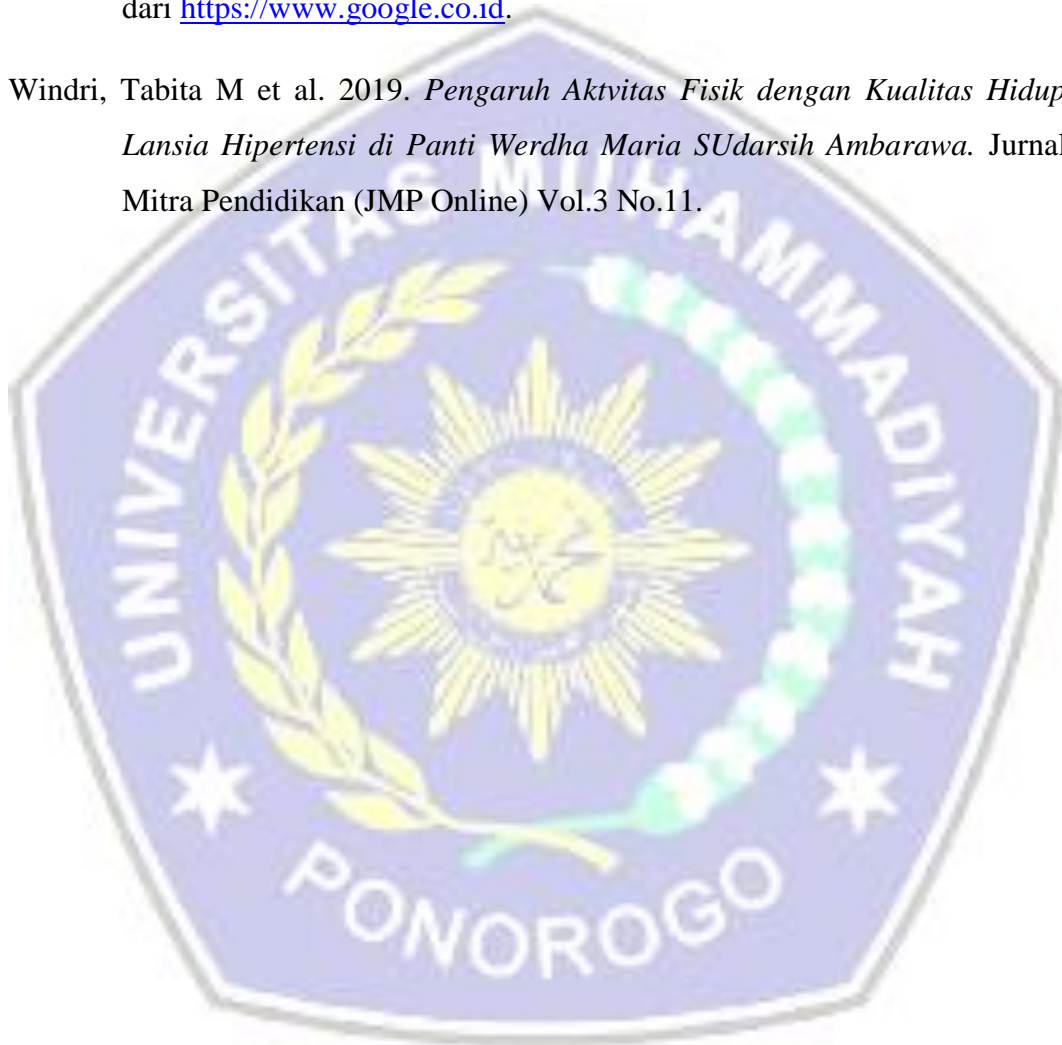 dari https://www.google.co.id.
Windri, Tabita M et al. 2019. Pengaruh Aktvitas Fisik dengan Kualitas Hidup
Lansia Hipertensi di Panti Werdha Maria SUdarsih Ambarawa. Jurnal
Mitra Pendidikan (JMP Online) Vol.3 No.11.
UNIVERSITAS MUHAMMADIYAH
PONOROGO